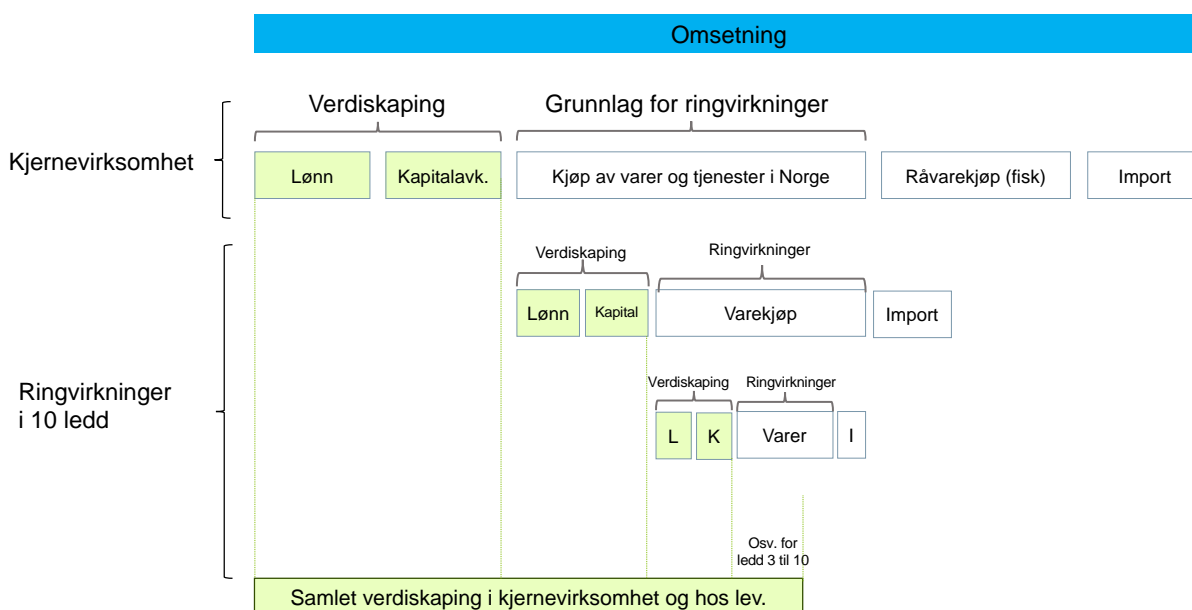 Omsetning
Verdiskaping
Grunnlag for ringvirkninger
Kjernevirksomhet
Lønn
Kapitalavk.
Kjøp av varer og tjenester i Norge
Råvarekjøp (fisk)
Import
Verdiskaping
Ringvirkninger
Lønn
Kapital
Varekjøp
Import
Ringvirkninger
i 10 ledd
Verdiskaping
Ringvirkninger
L
K
Varer
I
Osv. for
ledd 3 til 10
Samlet verdiskaping i kjernevirksomhet og hos lev.